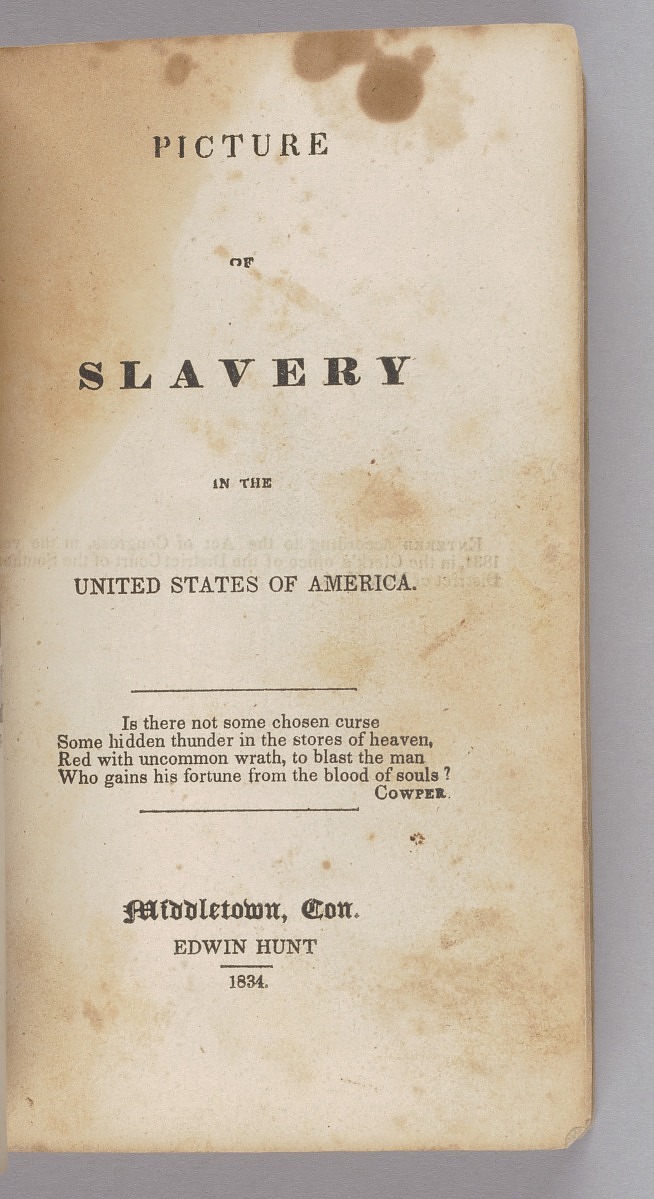 PICTURE
OF
SLAVERY
IN THE
UNITED STATES OF AMERICA.
Is there not some chosen curse
Some hidden thunder in the stores of heaven,
Red with uncommon wrath, to blast the man
Who gains his fortune from the blood of souls ?
COWPER.
Middletown, Con.
EDWIN HUNT
1834.